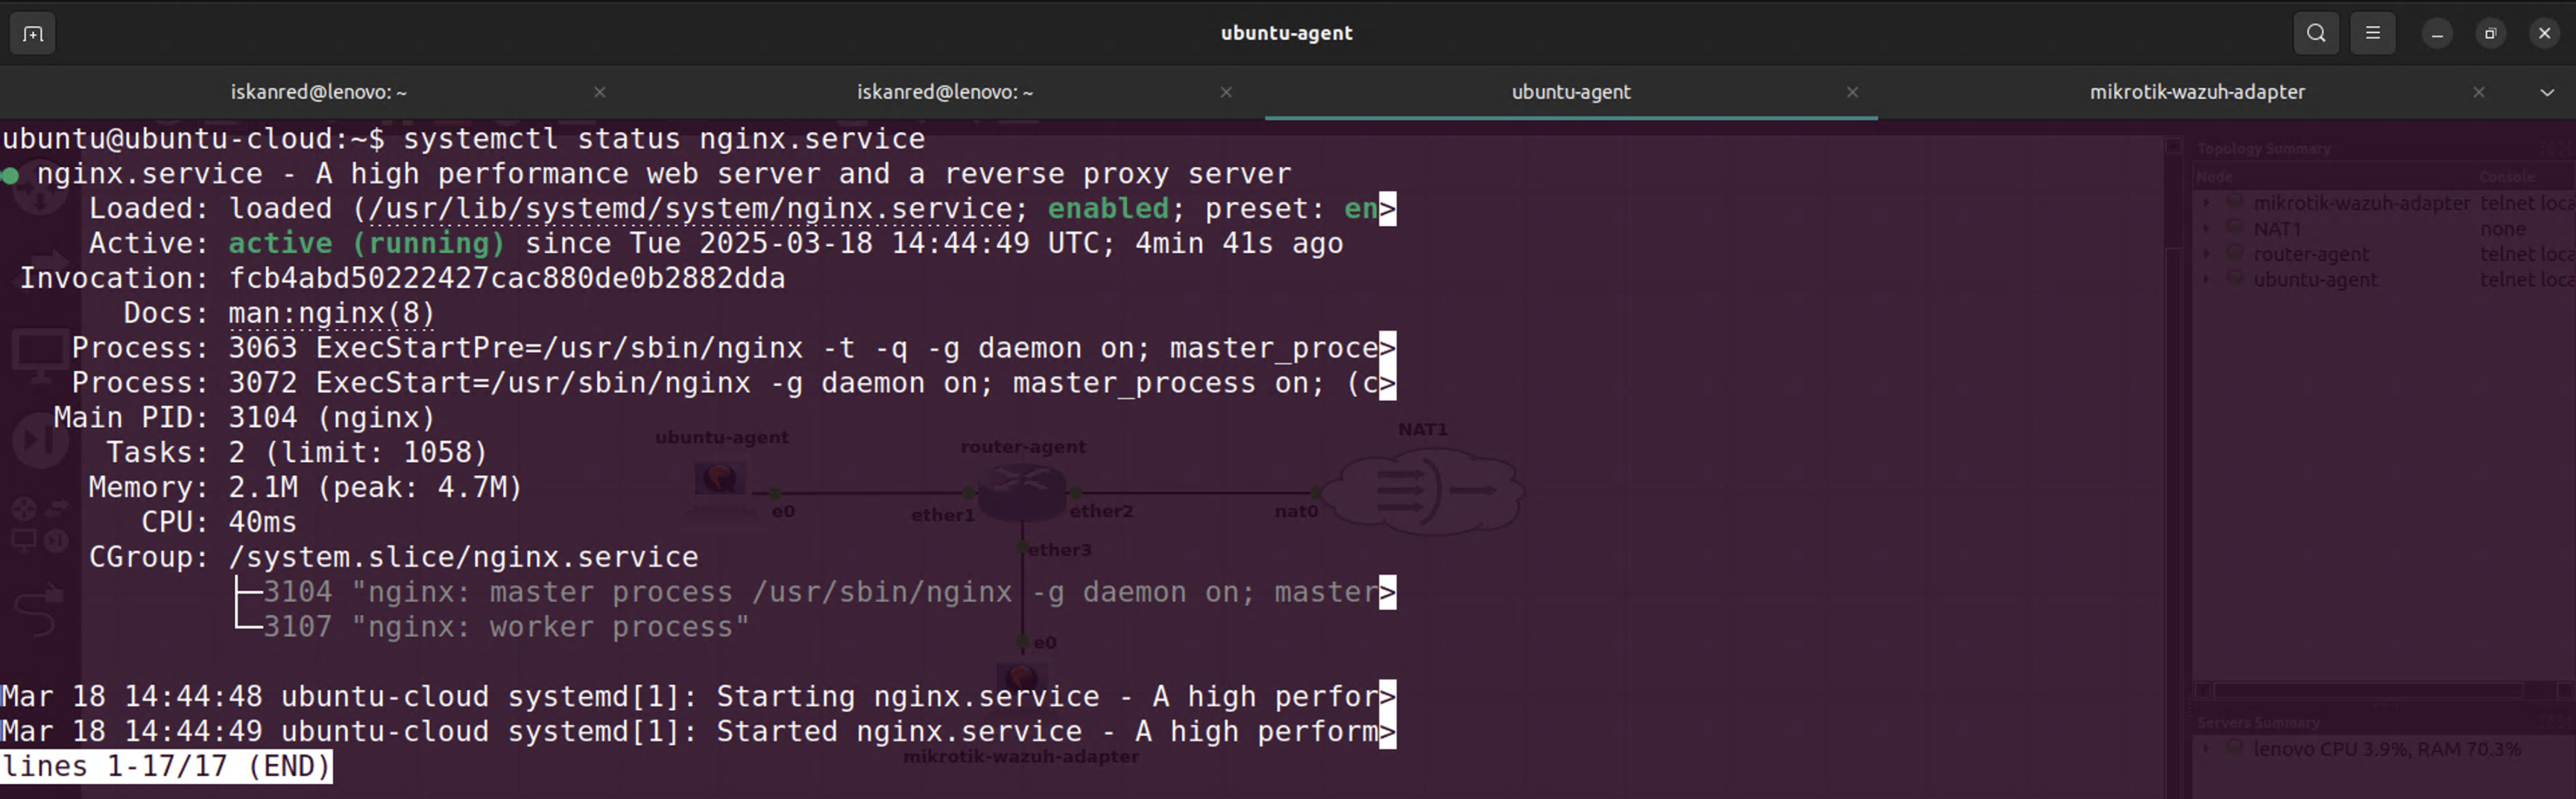 ubuntu-agent
iskanred@lenovo: ~
iskanred@lenovo: ~
ubuntu-agent
mikrotik-wazuh-adapter
ubuntu@ubuntu-cloud:~$ systemctl status nginx.service
● nginx.service - A high performance web server and a reverse proxy server
Loaded: loaded (/usr/lib/systemd/system/nginx.service; enabled; preset: en>
Active: active (running) since Tue 2025-03-18 14:44:49 UTC; 4min 41s ago
Invocation: fcb4abd50222427cac880de0b2882dda
Docs: man:nginx(8)
Process: 3063 ExecStartPre=/usr/sbin/nginx -t -q -g daemon on; master_proce>
Process: 3072 ExecStart=/usr/sbin/nginx -g daemon on; master_process on; (c>
Main PID: 3104 (nginx)
Tasks: 2 (limit: 1058)
Memory: 2.1M (peak: 4.7M)
CPU: 40ms
CGroup: /system.slice/nginx.service
├─3104 "nginx: master process /usr/sbin/nginx -g daemon on; master>
└─3107 "nginx: worker process"
Mar 18 14:44:48 ubuntu-cloud systemd[1]: Starting nginx.service - A high perfor>
Mar 18 14:44:49 ubuntu-cloud systemd[1]: Started nginx.service - A high perform>
lines 1-17/17 (END)
ubuntu-agent
router-agent
NAT1
e0
ether1
ether2
nat0
ether3
e0
mikrotik-wazuh-adapter
Topology Summary
Node Console
mikrotik-wazuh-adapter telnet loca
NAT1 none
router-agent telnet loca
ubuntu-agent telnet loca
Servers Summary
lenovo CPU 3.9%, RAM 70.3%